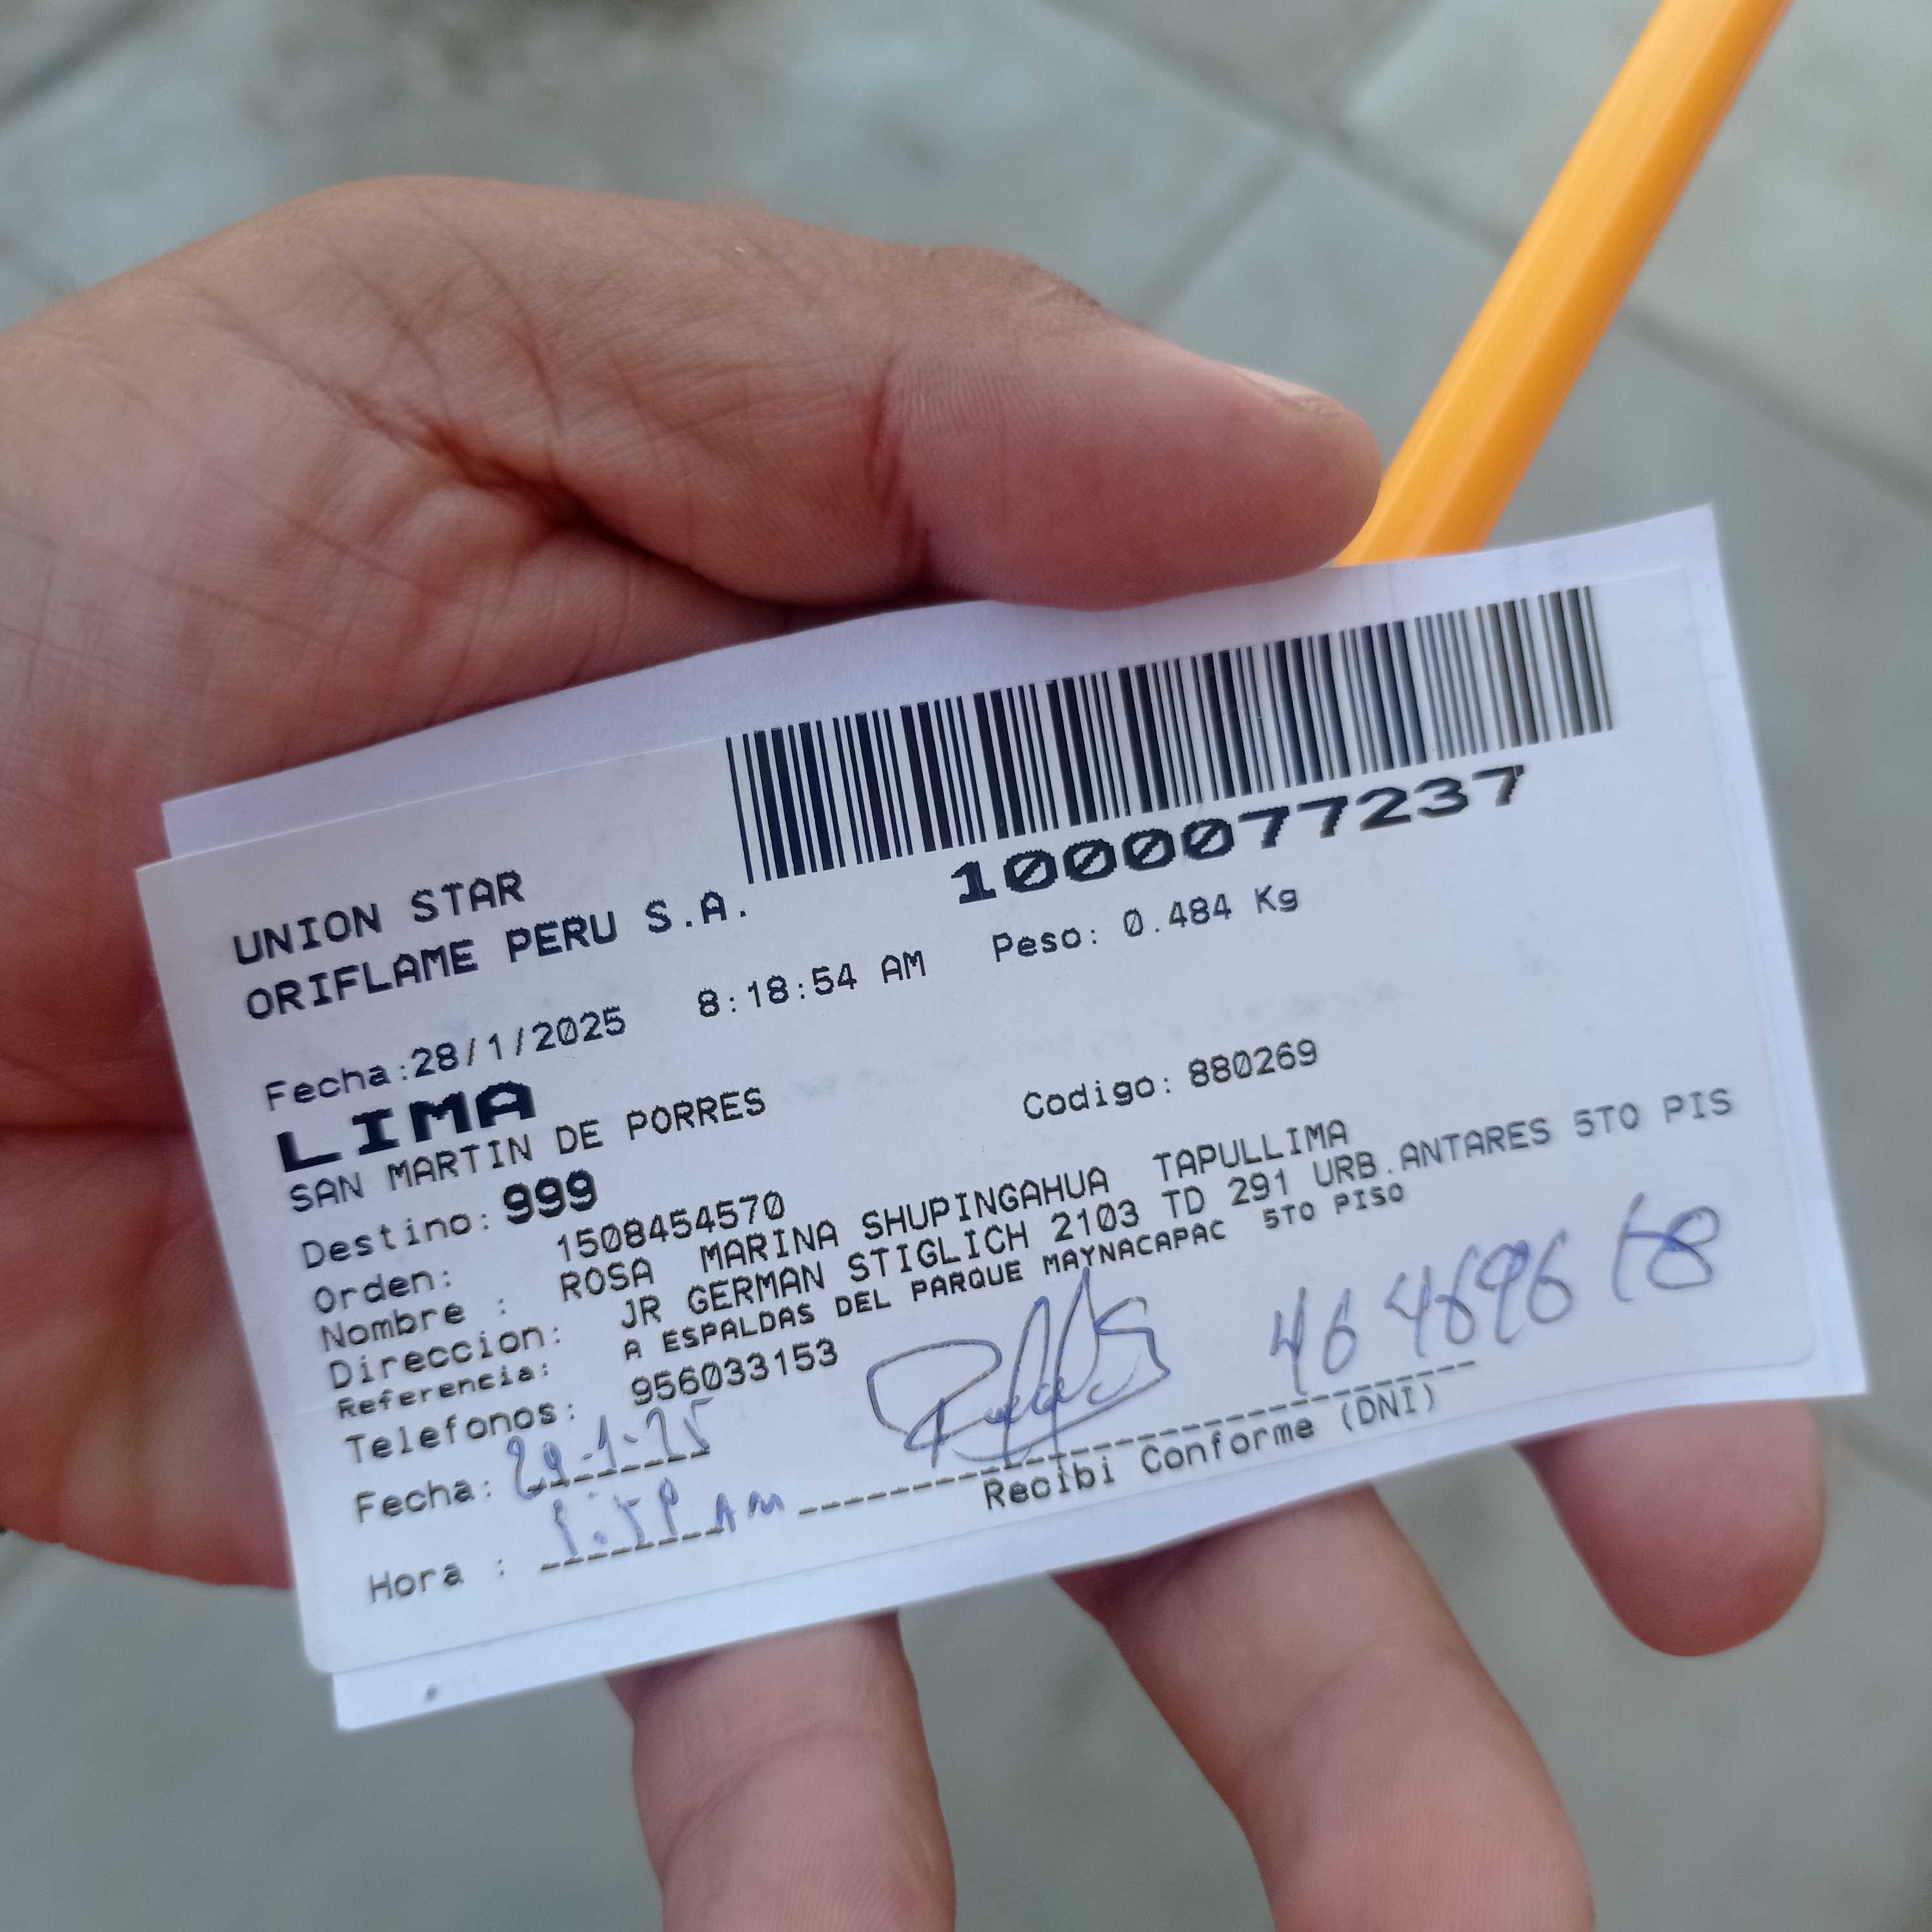 1000077237
UNION STAR
ORIFLAME PERU S.A.
Fecha:28/1/2025 8:18:54 AM Peso: 0.484 Kg
LIMA
SAN MARTIN DE PORRES Codigo: 880269
Destino: 999
Orden: 1508454570
Nombre : ROSA MARINA SHUPINGAHUA TAPULLIMA
Direccion: JR GERMAN STIGLICH 2103 TD 291 URB.ANTARES 5TO PIS
Referencia: A ESPALDAS DEL PARQUE MAYNACAPAC 5TO PISO
Telefonos: 956033153
Fecha: 29-1-25
Hora : AM
Recibi Conforme (DNI)